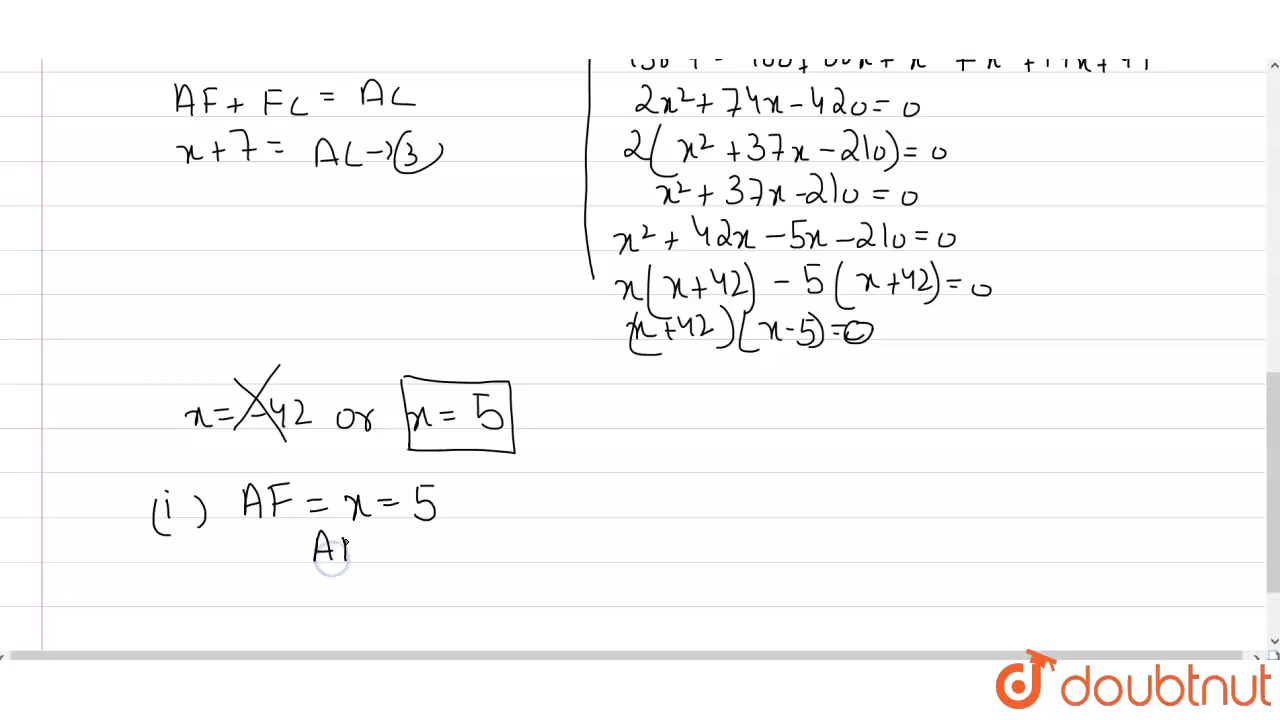 AF + FC = AC
x + 7 = AC → (3)
2x² + 74x - 420 = 0
2(x² + 37x - 210) = 0
x² + 37x - 210 = 0
x² + 42x - 5x - 210 = 0
x(x + 42) - 5(x + 42) = 0
(x + 42)(x - 5) = 0
x = -42 or x = 5
(i) AF = x = 5
doubtnut